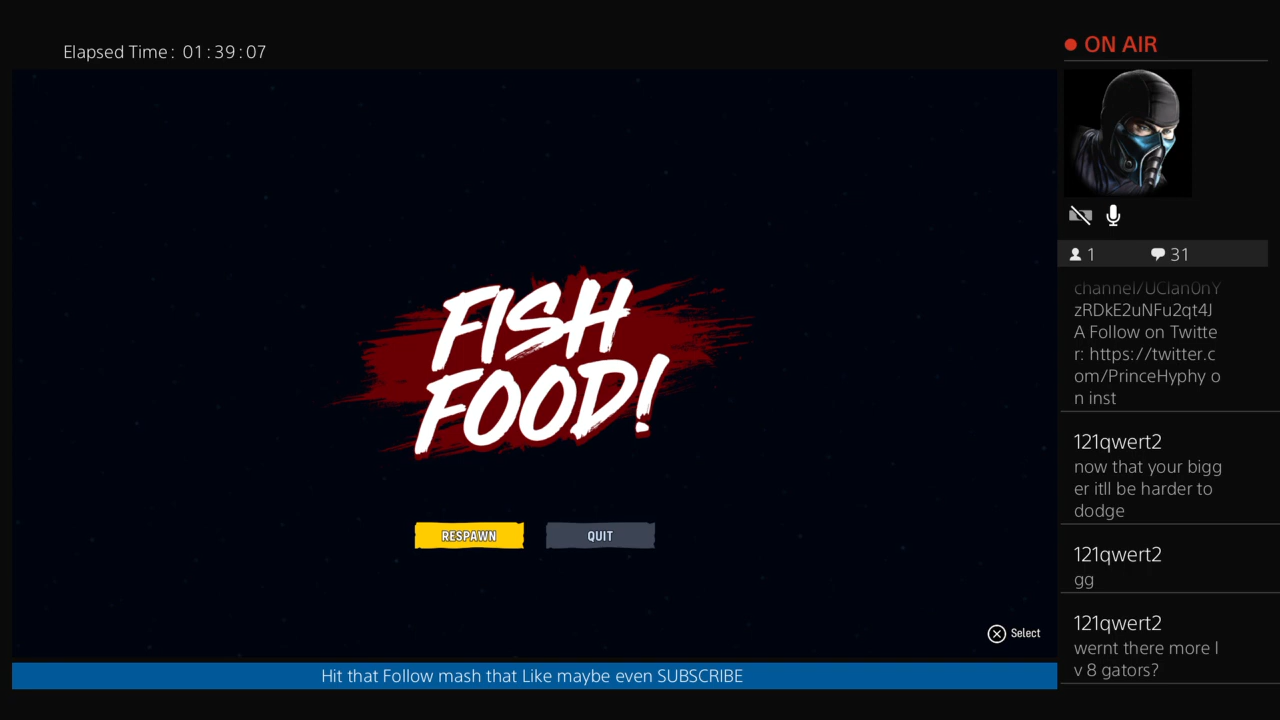 Elapsed Time: 01:39:07
ON AIR
1 31
channel/UCIan0nY
zRDkE2uNFu2qt4J
A Follow on Twitte
r: https://twitter.c
om/PrinceHyphy o
n inst
121qwert2
now that your bigg
er itll be harder to
dodge
121qwert2
gg
121qwert2
wernt there more l
v 8 gators?
FISH
FOOD!
RESPAWN QUIT
Select
Hit that Follow mash that Like maybe even SUBSCRIBE